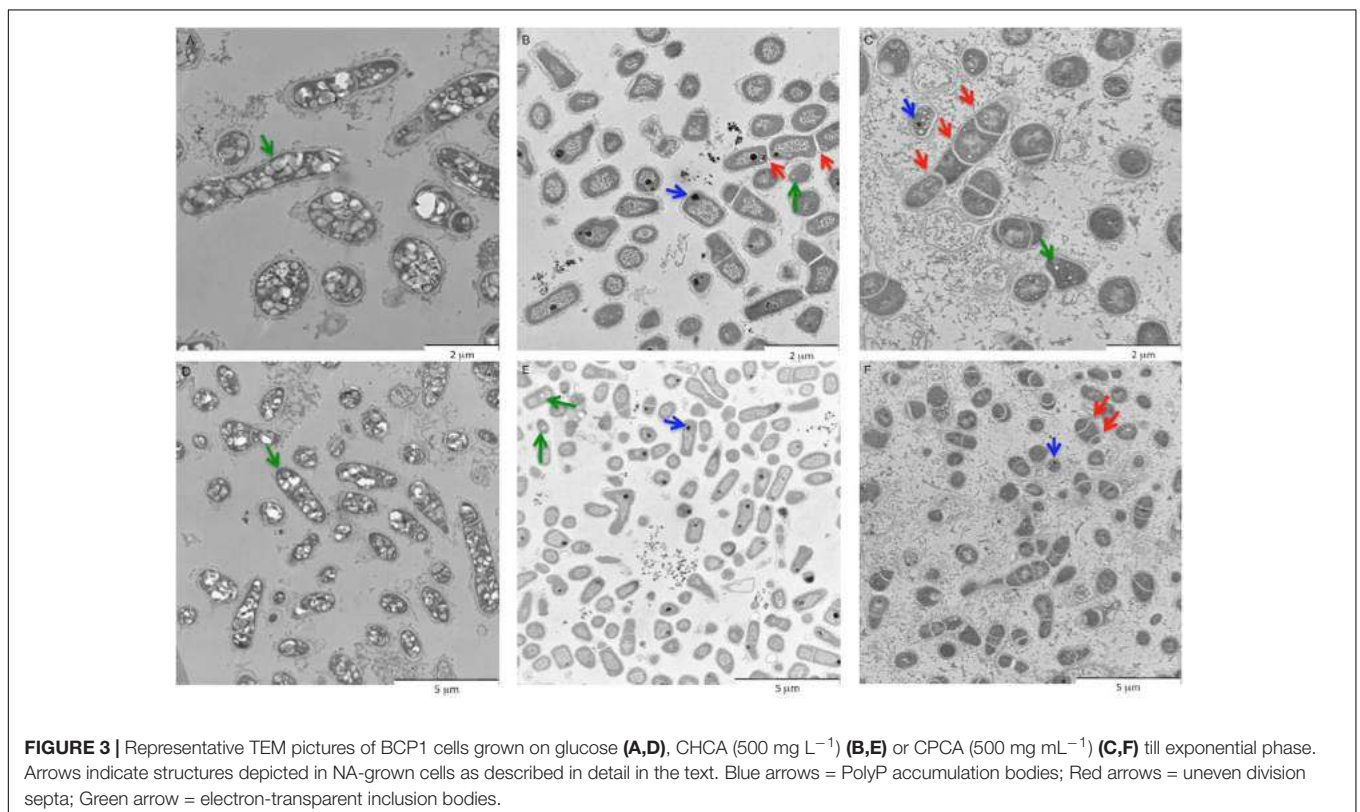 A
B
C
2 μm
2 μm
2 μm
D
E
F
5 μm
5 μm
5 μm
FIGURE 3 | Representative TEM pictures of BCP1 cells grown on glucose (A,D), CHCA (500 mg L−1) (B,E) or CPCA (500 mg mL−1) (C,F) till exponential phase.
Arrows indicate structures depicted in NA-grown cells as described in detail in the text. Blue arrows = PolyP accumulation bodies; Red arrows = uneven division
septa; Green arrow = electron-transparent inclusion bodies.